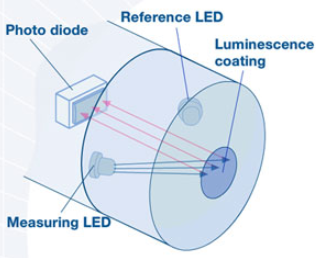 Reference LED
Photo diode
Luminescence
coating
Measuring LED